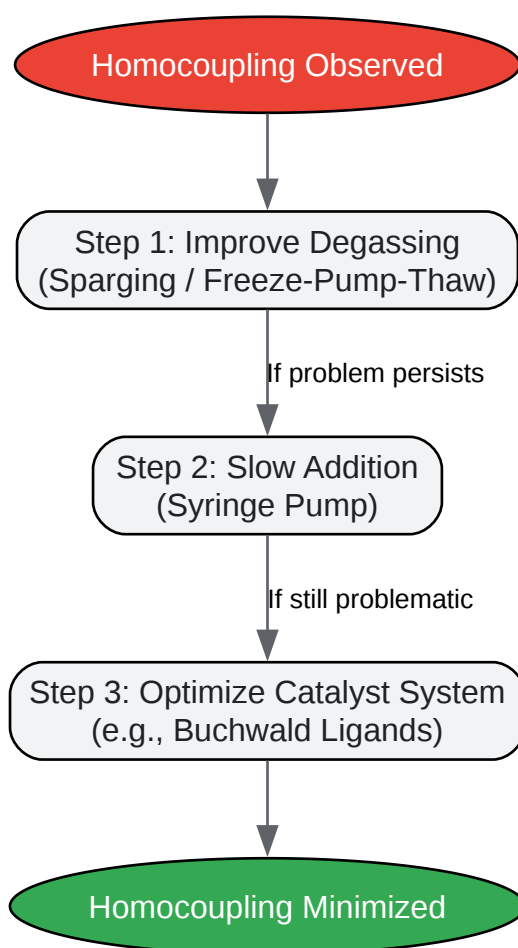 Homocoupling Observed
Step 1: Improve Degassing
(Sparging / Freeze-Pump-Thaw)
If problem persists
Step 2: Slow Addition
(Syringe Pump)
If still problematic
Step 3: Optimize Catalyst System
(e.g., Buchwald Ligands)
Homocoupling Minimized